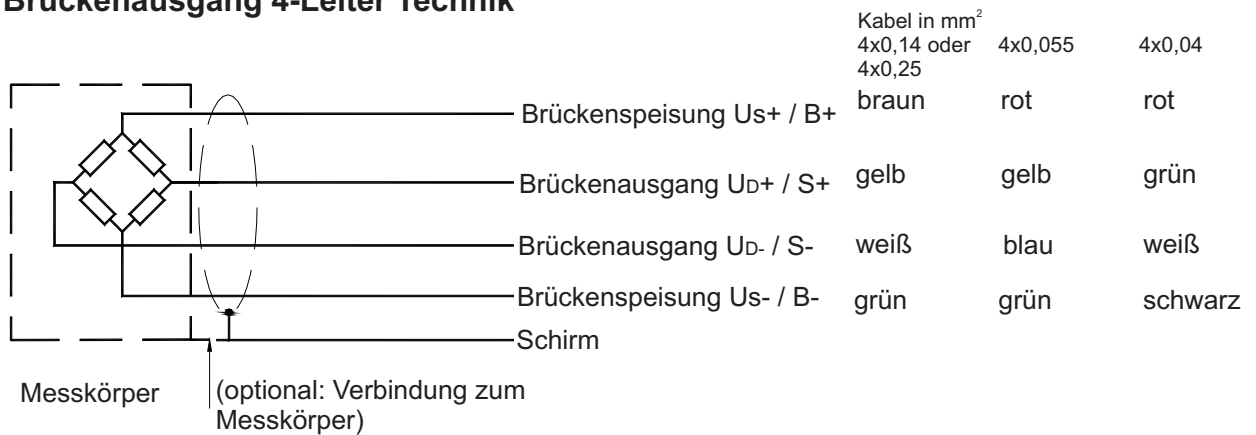 Brückenausgang 4-Leiter Technik
Kabel in mm²
4x0,14 oder 4x0,055 4x0,04
4x0,25
Brückenspeisung Us+ / B+ braun rot rot
Brückenausgang UD+ / S+ gelb gelb grün
Brückenausgang UD- / S- weiß blau weiß
Brückenspeisung Us- / B- grün grün schwarz
Schirm
Messkörper
(optional: Verbindung zum
Messkörper)